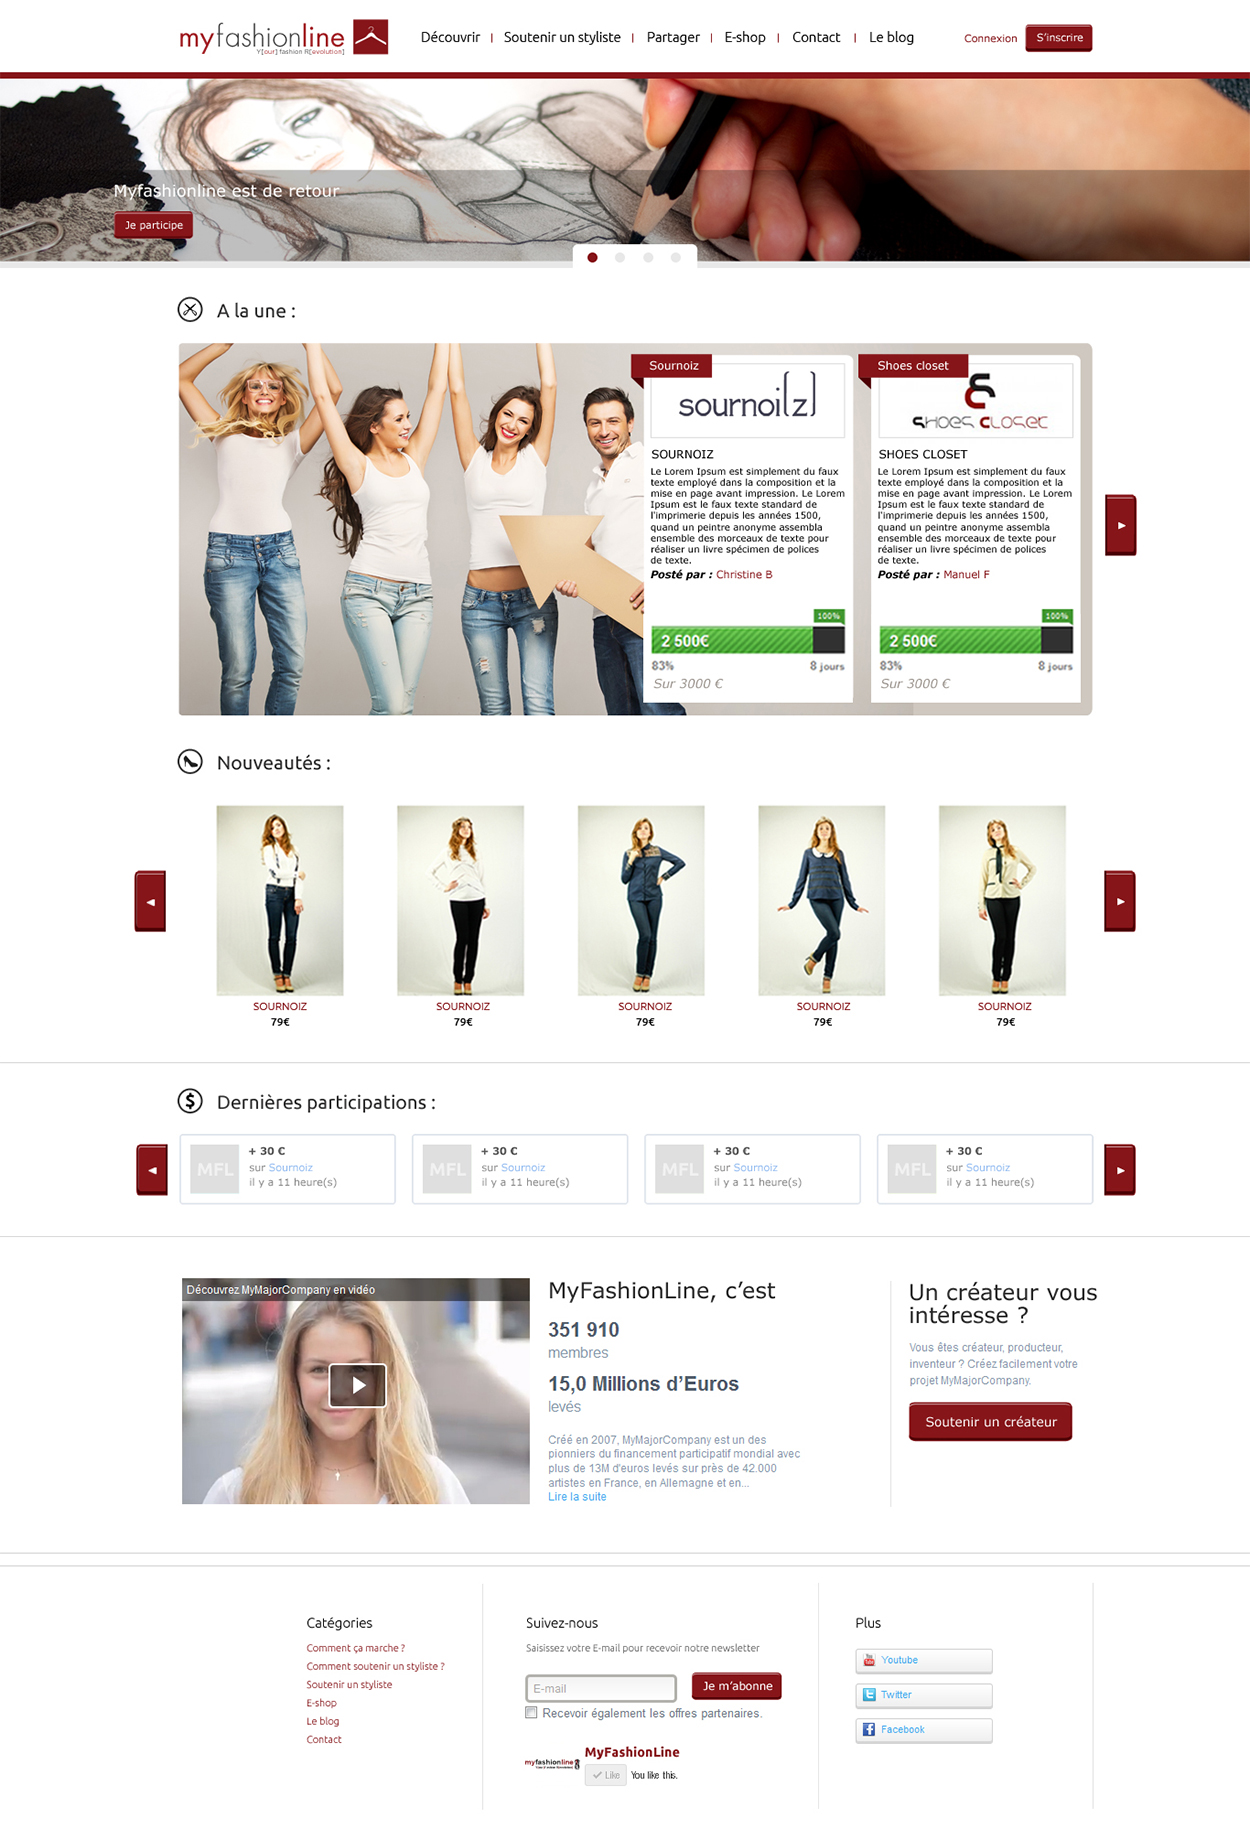 myfashionline
Y[our] fashion R[evolution]
Découvrir
Soutenir un styliste
Partager
E-shop
Contact
Le blog
Connexion
S'inscrire
Myfashionline est de retour
Je participe
A la une :
Sournoiz
sournoi[z]
SOURNOIZ
Le Lorem Ipsum est simplement du faux
texte employé dans la composition et la
mise en page avant impression. Le Lorem
Ipsum est le faux texte standard de
l'imprimerie depuis les années 1500,
quand un peintre anonyme assembla
ensemble des morceaux de texte pour
réaliser un livre spécimen de polices
de texte.
Posté par : Christine B
100%
2 500€
83%
8 jours
Sur 3000 €
Shoes closet
SHOES CLOSET
SHOES CLOSET
Le Lorem Ipsum est simplement du faux
texte employé dans la composition et la
mise en page avant impression. Le Lorem
Ipsum est le faux texte standard de
l'imprimerie depuis les années 1500,
quand un peintre anonyme assembla
ensemble des morceaux de texte pour
réaliser un livre spécimen de polices
de texte.
Posté par : Manuel F
100%
2 500€
83%
8 jours
Sur 3000 €
Nouveautés :
SOURNOIZ
79€
SOURNOIZ
79€
SOURNOIZ
79€
SOURNOIZ
79€
SOURNOIZ
79€
$ Dernières participations :
MFL
+ 30 €
sur Sournoiz
il y a 11 heure(s)
MFL
+ 30 €
sur Sournoiz
il y a 11 heure(s)
MFL
+ 30 €
sur Sournoiz
il y a 11 heure(s)
MFL
+ 30 €
sur Sournoiz
il y a 11 heure(s)
Découvrez MyMajorCompany en vidéo
MyFashionLine, c'est
351 910
membres
15,0 Millions d'Euros
levés
Créé en 2007, MyMajorCompany est un des
pionniers du financement participatif mondial avec
plus de 13M d'euros levés sur près de 42.000
artistes en France, en Allemagne et en...
Lire la suite
Un créateur vous
intéresse ?
Vous êtes créateur, producteur,
inventeur ? Créez facilement votre
projet MyMajorCompany.
Soutenir un créateur
Catégories
Comment ça marche ?
Comment soutenir un styliste ?
Soutenir un styliste
E-shop
Le blog
Contact
Suivez-nous
Saisissez votre E-mail pour recevoir notre newsletter
E-mail
Je m'abonne
Recevoir également les offres partenaires.
myfashionline
MyFashionLine
Like
You like this.
Plus
Youtube
Twitter
Facebook